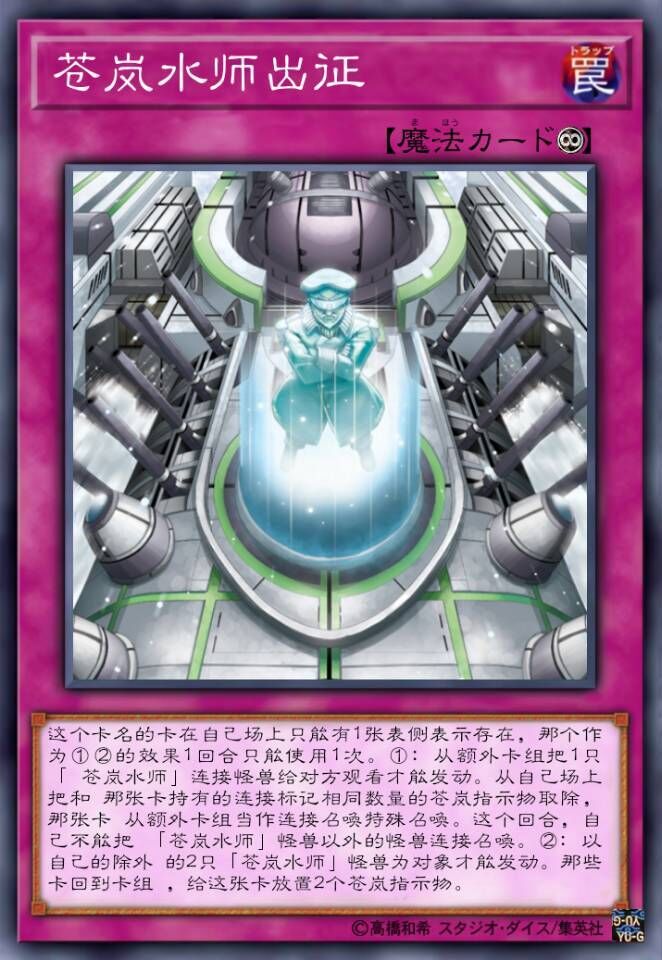 苍岚水师出征
トラップ
罠
まほう
【魔法カード♾】
这个卡名的卡在自己场上只能有1张表侧表示存在，那个作
为①②的效果1回合只能使用1次。①：从额外卡组把1只
「 苍岚水师」连接怪兽给对方观看才能发动。从自己场上
把和 那张卡持有的连接标记相同数量的苍岚指示物取除，
那张卡 从额外卡组当作连接召唤特殊召唤。这个回合，自
己不能把 「苍岚水师」怪兽以外的怪兽连接召唤。②：以
自己的除外 的2只「苍岚水师」怪兽为对象才能发动。那些
卡回到卡组 ，给这张卡放置2个苍岚指示物。
©高橋和希 スタジオ・ダイス/集英社
YU-G
YU-G